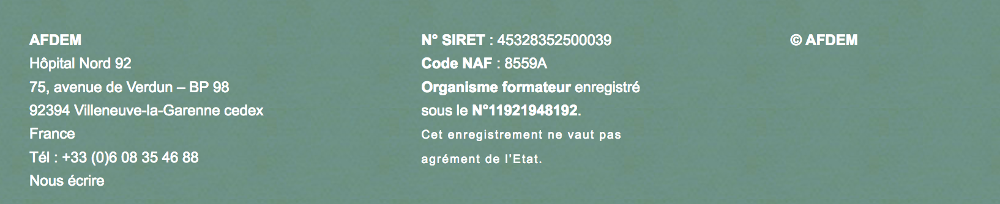 AFDEM
Hôpital Nord 92
75, avenue de Verdun – BP 98
92394 Villeneuve-la-Garenne cedex
France
Tél : +33 (0)6 08 35 46 88
Nous écrire
N° SIRET : 45328352500039
Code NAF : 8559A
Organisme formateur enregistré
sous le N°11921948192.
Cet enregistrement ne vaut pas
agrément de l’Etat.
© AFDEM